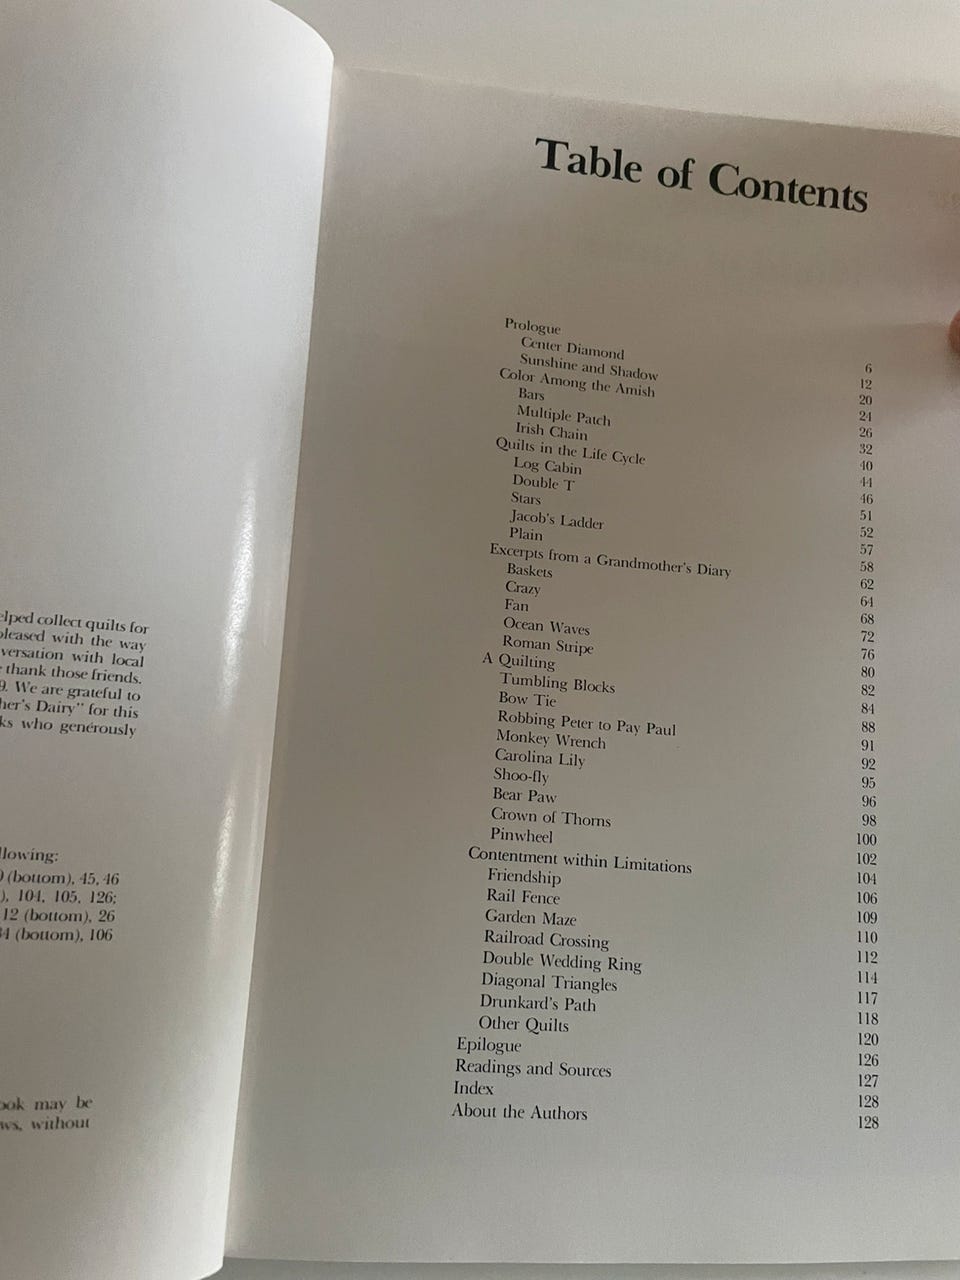 elped collect quilts for
pleased with the way
versation with local
thank those friends.
9. We are grateful to
her's Dairy" for this
ks who generously
llowing:
(bottom), 45, 46
), 104, 105, 126;
12 (bottom), 26
34 (bottom), 106
ook may be
ws, without
Table of Contents
Prologue 6
Center Diamond 12
Sunshine and Shadow 20
Color Among the Amish 24
Bars 26
Multiple Patch 32
Irish Chain 40
Quilts in the Life Cycle 44
Log Cabin 46
Double T 51
Stars 52
Jacob's Ladder 57
Plain 58
Excerpts from a Grandmother's Diary 62
Baskets 64
Crazy 68
Fan 72
Ocean Waves 76
Roman Stripe 80
A Quilting 82
Tumbling Blocks 84
Bow Tie 88
Robbing Peter to Pay Paul 91
Monkey Wrench 92
Carolina Lily 95
Shoo-fly 96
Bear Paw 98
Crown of Thorns 100
Pinwheel 102
Contentment within Limitations 104
Friendship 106
Rail Fence 109
Garden Maze 110
Railroad Crossing 112
Double Wedding Ring 114
Diagonal Triangles 117
Drunkard's Path 118
Other Quilts 120
Epilogue 126
Readings and Sources 127
Index 128
About the Authors 128